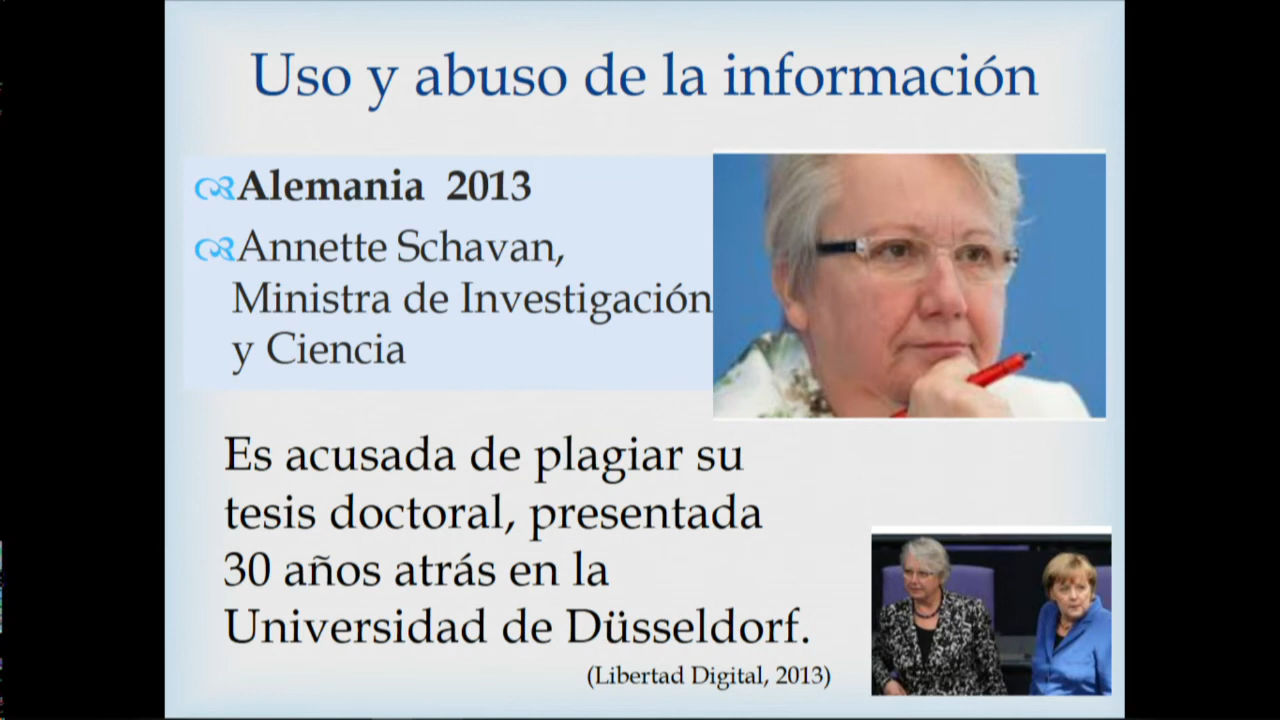 Uso y abuso de la información
Alemania 2013
Annette Schavan,
Ministra de Investigación
y Ciencia
Es acusada de plagiar su
tesis doctoral, presentada
30 años atrás en la
Universidad de Düsseldorf.
(Libertad Digital, 2013)